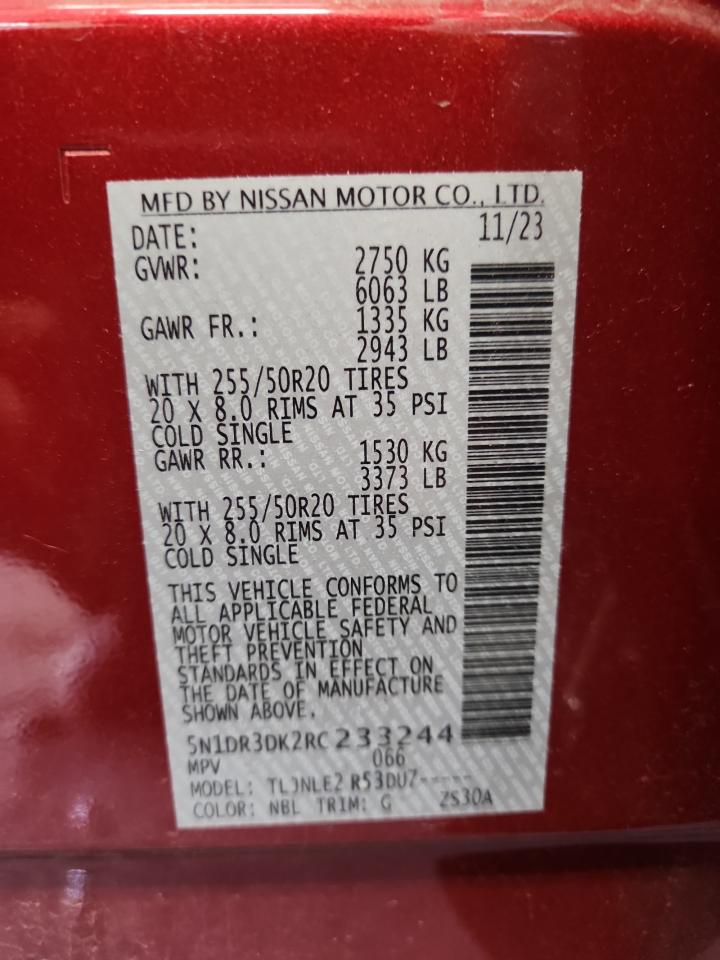 MFD BY NISSAN MOTOR CO., LTD.
DATE: 11/23
GVWR: 2750 KG
6063 LB
GAWR FR.: 1335 KG
2943 LB
WITH 255/50R20 TIRES
20 X 8.0 RIMS AT 35 PSI
COLD SINGLE
GAWR RR.: 1530 KG
3373 LB
WITH 255/50R20 TIRES
20 X 8.0 RIMS AT 35 PSI
COLD SINGLE
THIS VEHICLE CONFORMS TO
ALL APPLICABLE FEDERAL
MOTOR VEHICLE SAFETY AND
THEFT PREVENTION
STANDARDS IN EFFECT ON
THE DATE OF MANUFACTURE
SHOWN ABOVE.
5N1DR3DK2RC233244
MPV 066
MODEL: TLJNLE2 R53DUZ-----
COLOR: NBL TRIM: G ZS30A